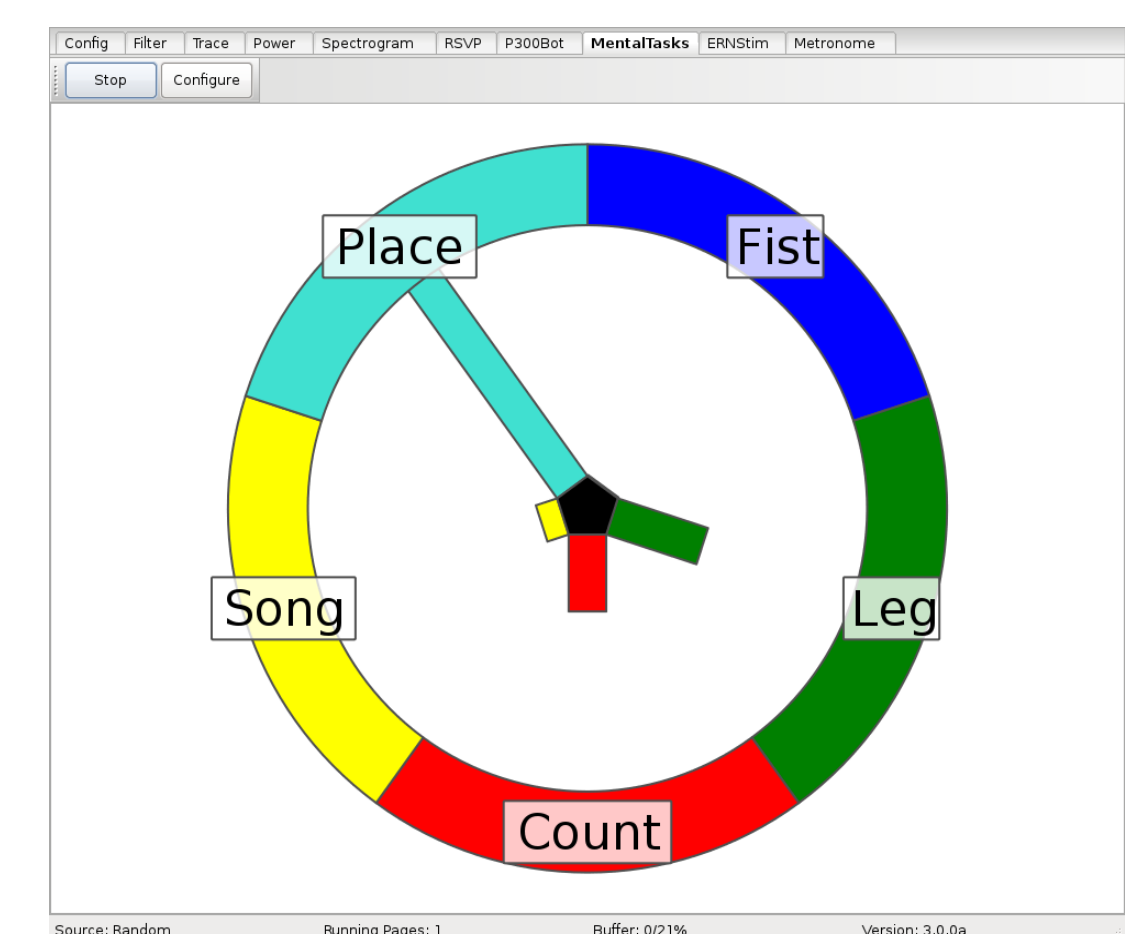 Config Filter Trace Power Spectrogram RSVP P300Bot MentalTasks ERNStim Metronome
Stop Configure
Place Fist
Song Leg
Count
Source: Random Running Pages: 1 Buffer: 0/21% Version: 3.0.0a